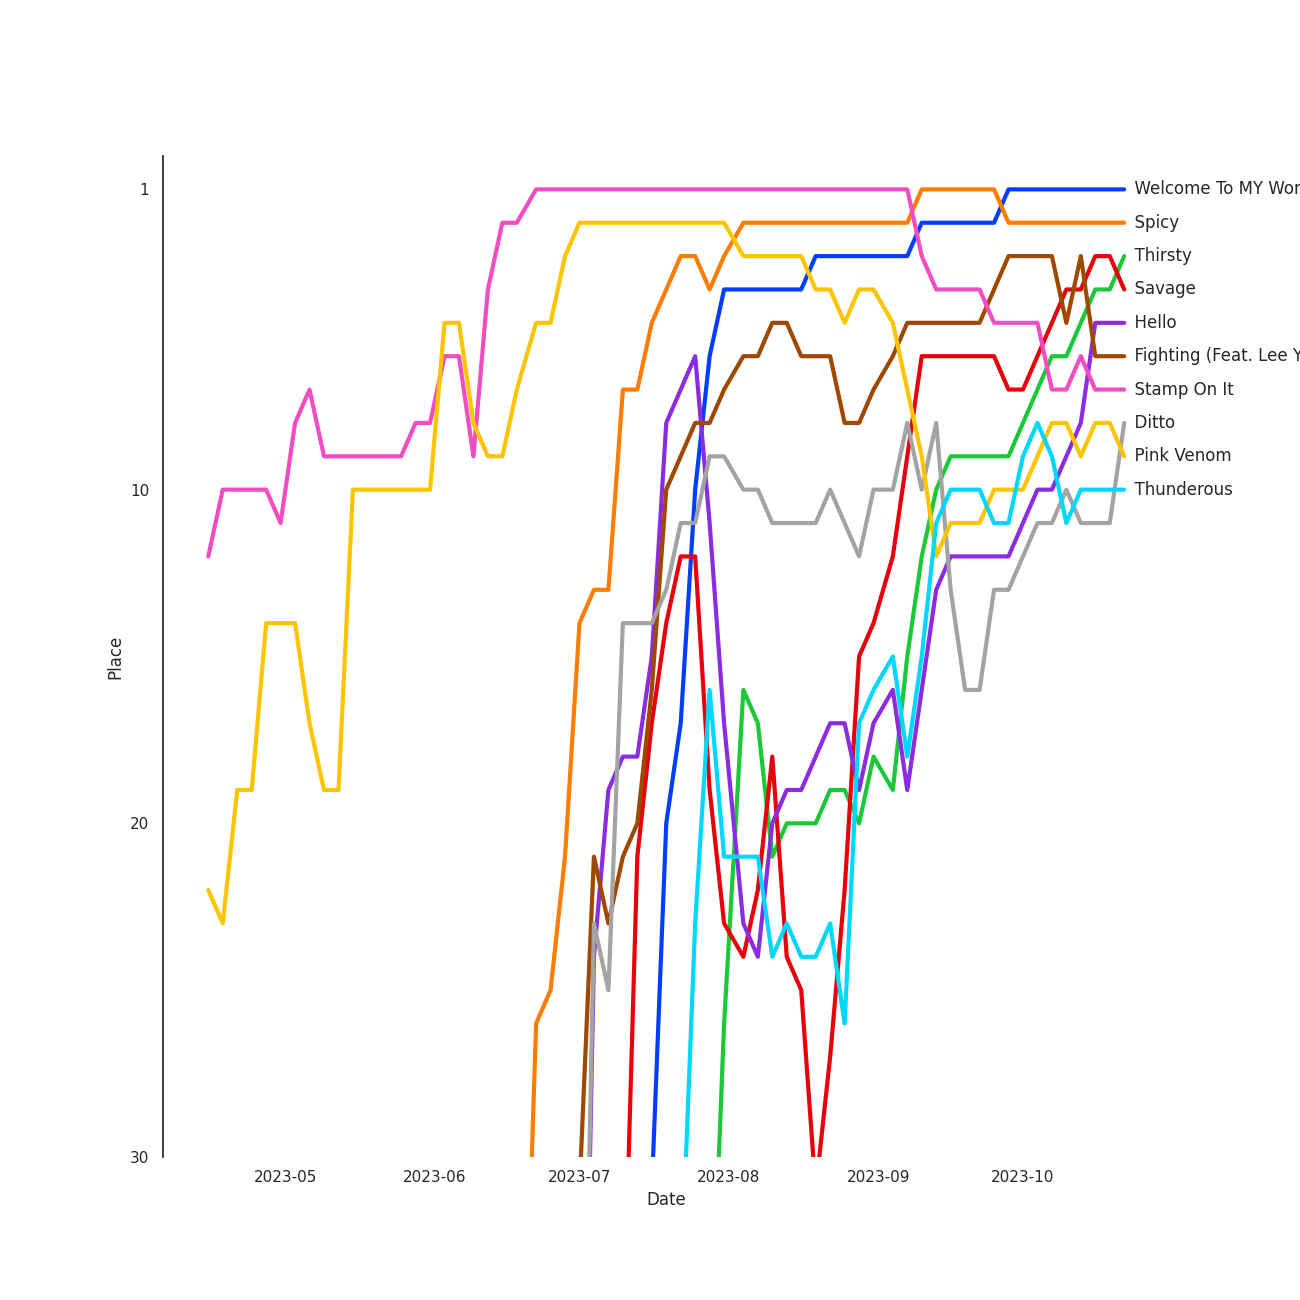 1
10
20
30
Place
2023-05
2023-06
2023-07
2023-08
2023-09
2023-10
Date
Welcome To MY
Spicy
Thirsty
Savage
Hello
Fighting (Feat. Lee
Stamp On It
Ditto
Pink Venom
Thunderous